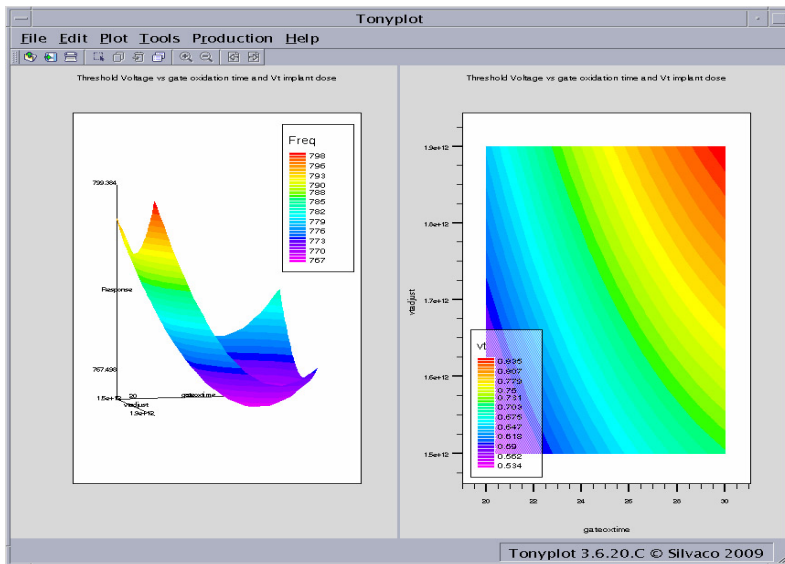 Tonyplot
File Edit Plot Tools Production Help
Threshold Voltage vs gate oxidation time and Vt implant dose
Freq
798
796
793
790
788
785
782
779
776
773
770
767
799.364
Response
767.498
1.5e+12
20
vtadjust
1.9e+12
gateoxtime
Threshold Voltage vs gate oxidation time and Vt implant dose
1.9e+12
1.8e+12
1.7e+12
1.6e+12
1.5e+12
vtadjust
vt
0.835
0.807
0.779
0.76
0.731
0.703
0.675
0.647
0.618
0.59
0.562
0.534
20
22
24
26
28
30
gateoxtime
Tonyplot 3.6.20.C © Silvaco 2009